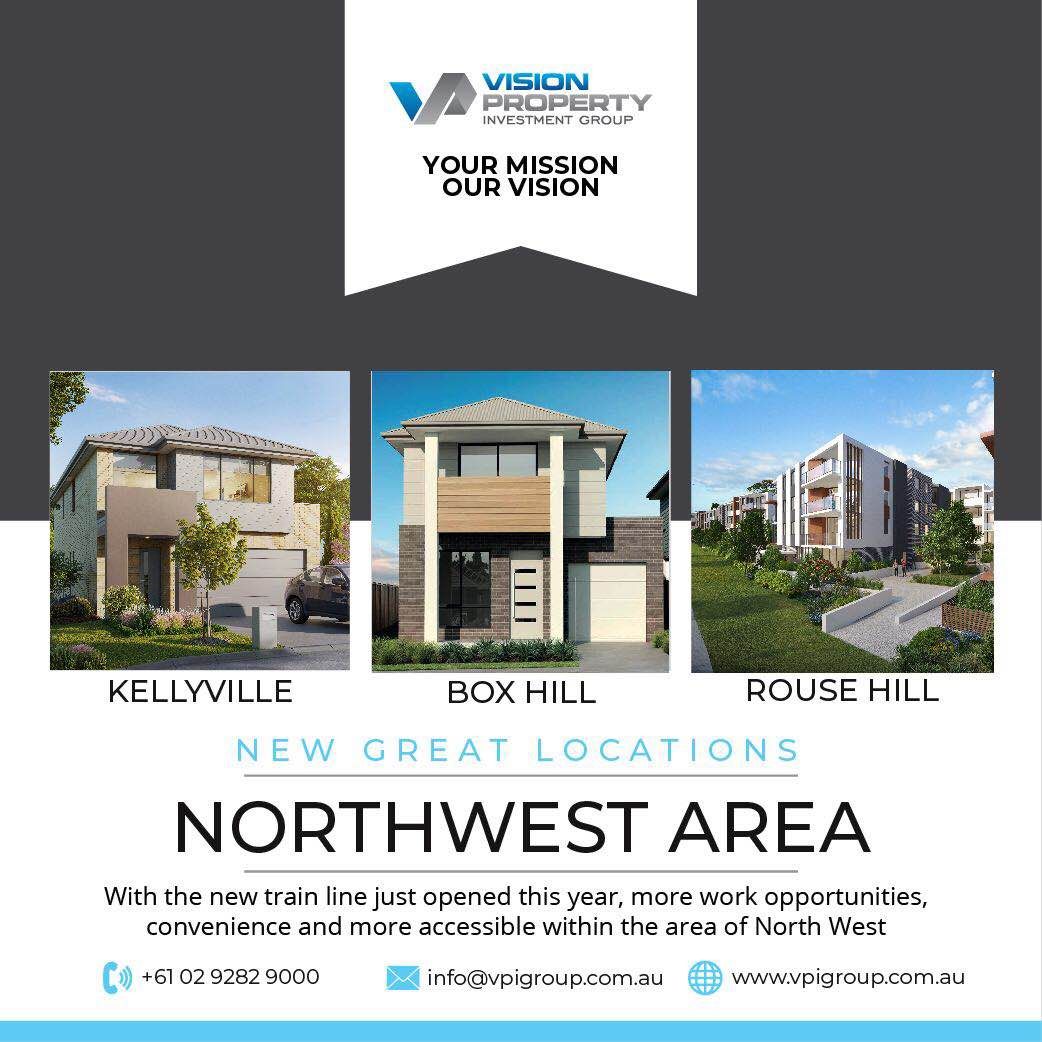 VISION
PROPERTY
INVESTMENT GROUP
YOUR MISSION
OUR VISION
KELLYVILLE
BOX HILL
ROUSE HILL
NEW GREAT LOCATIONS
NORTHWEST AREA
With the new train line just opened this year, more work opportunities,
convenience and more accessible within the area of North West
+61 02 9282 9000
info@vpigroup.com.au
www.vpigroup.com.au